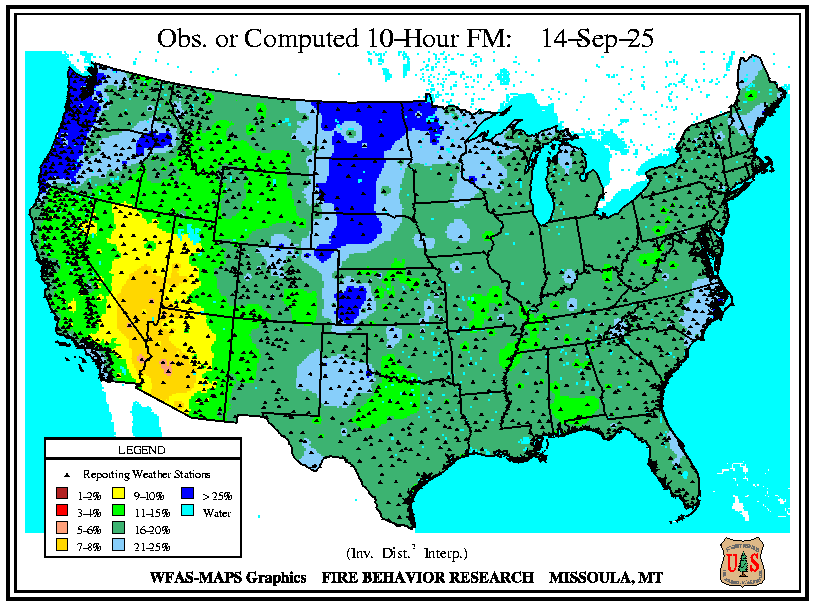 Obs. or Computed 10-Hour FM: 14-Sep-25
LEGEND
Reporting Weather Stations
1-2% 9-10% > 25%
3-4% 11-15% Water
5-6% 16-20%
7-8% 21-25%
(Inv. Dist.² Interp.)
WFAS-MAPS Graphics FIRE BEHAVIOR RESEARCH MISSOULA, MT
U S